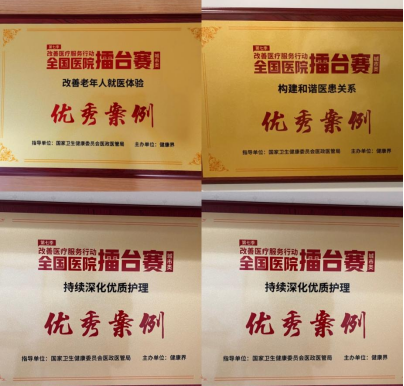 第七季
改善医疗服务行动
全国医院擂台赛
改善老年人就医体验
优秀案例
指导单位：国家卫生健康委员会医政医管局 主办单位：健康界
第七季
改善医疗服务行动
全国医院擂台赛
构建和谐医患关系
优秀案例
指导单位：国家卫生健康委员会医政医管局 主办单位：健康界
第七季
改善医疗服务行动
全国医院擂台赛
持续深化优质护理
优秀案例
指导单位：国家卫生健康委员会医政医管局 主办单位：健康界
第七季
改善医疗服务行动
全国医院擂台赛
持续深化优质护理
优秀案例
指导单位：国家卫生健康委员会医政医管局 主办单位：健康界